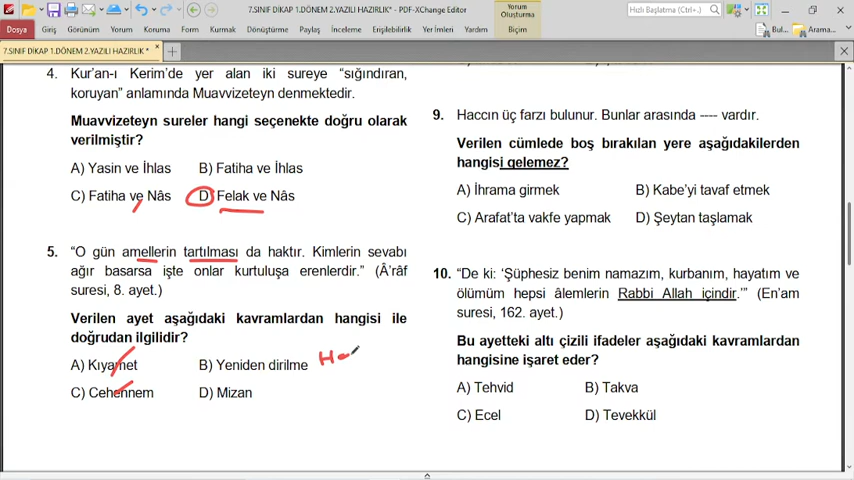 7.SINIF DİKAP 1.DÖNEM 2.YAZILI HAZIRLIK * - PDF-XChange Editor
Yorum Oluşturma
Hızlı Başlatma (Ctrl+.)
Dosya Giriş Görünüm Yorum Koruma Form Kurmak Dönüştürme Paylaş İnceleme Erişilebilirlik Yer İmleri Yardım Biçim
Bul... Arama...
7.SINIF DİKAP 1.DÖNEM 2.YAZILI HAZIRLIK *
4. Kur'an-ı Kerim'de yer alan iki sureye "sığındıran,
koruyan" anlamında Muavvizeteyn denmektedir.
Muavvizeteyn sureler hangi seçenekte doğru olarak
verilmiştir?
A) Yasin ve İhlas B) Fatiha ve İhlas
C) Fatiha ve Nâs D) Felak ve Nâs
5. "O gün amellerin tartılması da haktır. Kimlerin sevabı
ağır basarsa işte onlar kurtuluşa erenlerdir." (Â'râf
suresi, 8. ayet.)
Verilen ayet aşağıdaki kavramlardan hangisi ile
doğrudan ilgilidir?
A) Kıyamet B) Yeniden dirilme Ha
C) Cehennem D) Mizan
9. Haccın üç farzı bulunur. Bunlar arasında ---- vardır.
Verilen cümlede boş bırakılan yere aşağıdakilerden
hangisi gelemez?
A) İhrama girmek B) Kabe'yi tavaf etmek
C) Arafat'ta vakfe yapmak D) Şeytan taşlamak
10. "De ki: 'Şüphesiz benim namazım, kurbanım, hayatım ve
ölümüm hepsi âlemlerin Rabbi Allah içindir.'" (En'am
suresi, 162. ayet.)
Bu ayetteki altı çizili ifadeler aşağıdaki kavramlardan
hangisine işaret eder?
A) Tehvid B) Takva
C) Ecel D) Tevekkül